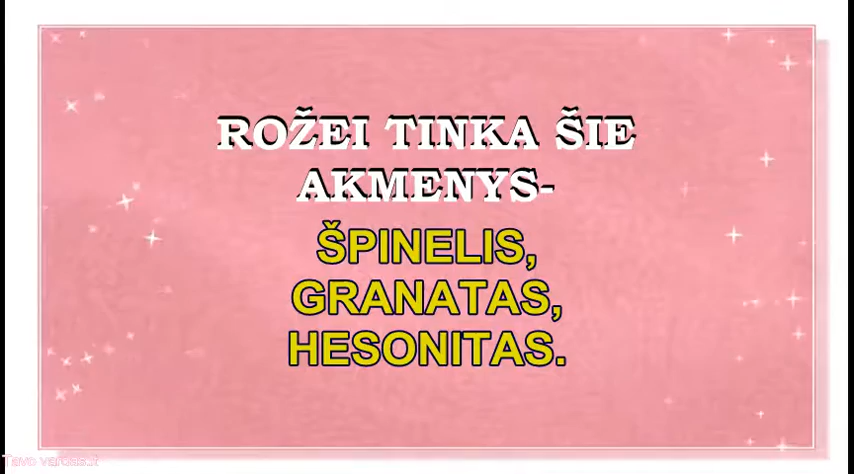 ROŽEI TINKA ŠIE
AKMENYS-
ŠPINELIS,
GRANATAS,
HESONITAS.